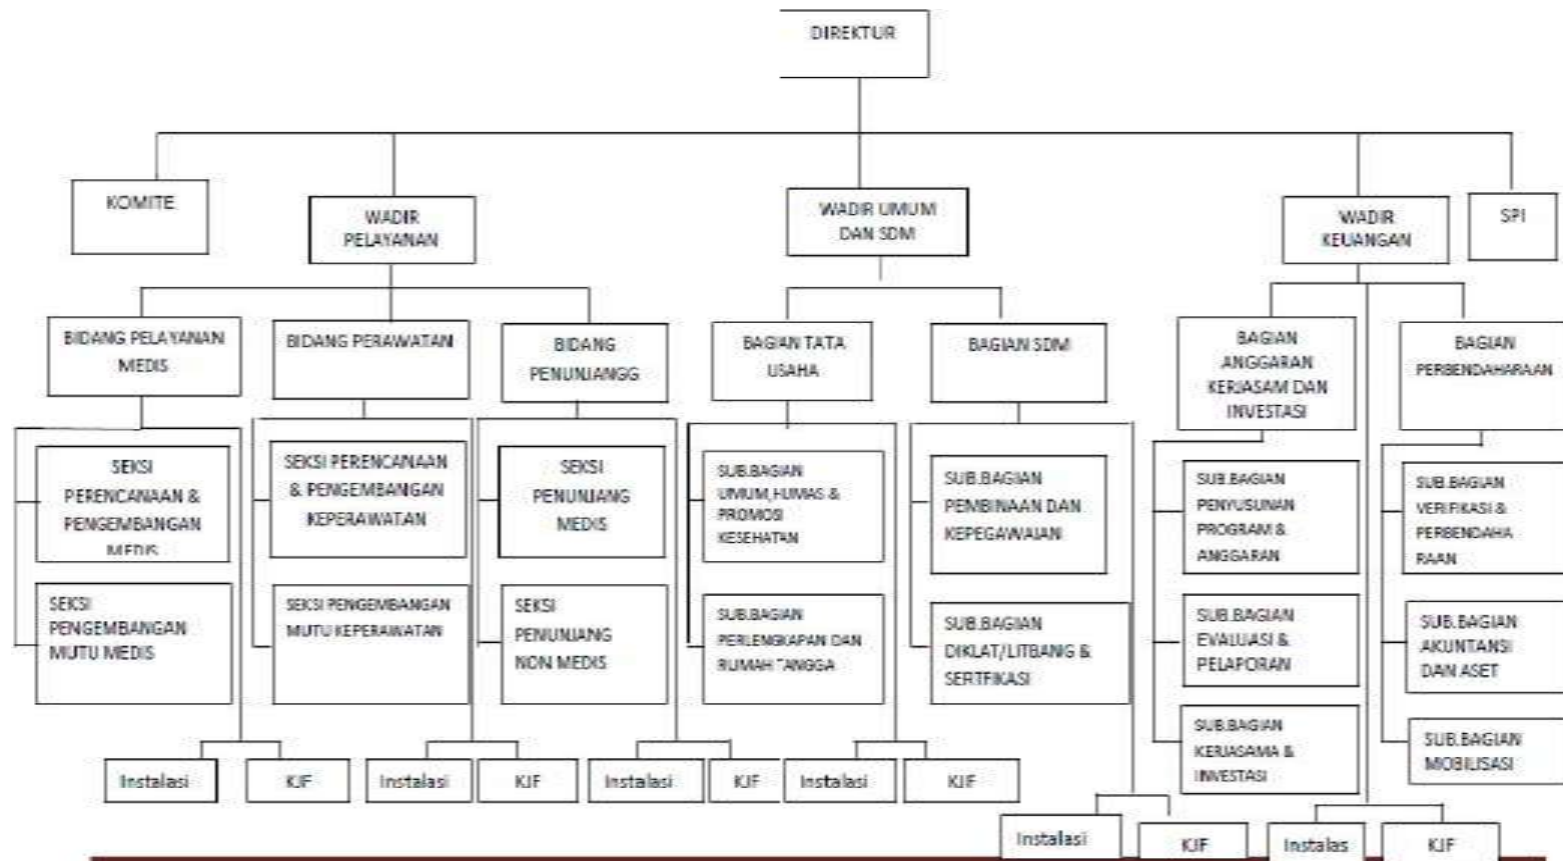 DIREKTUR
KOMITE
WADIR
PELAYANAN
WADIR UMUM
DAN SDM
WADIR
KEUANGAN
SPI
BIDANG PELAYANAN
MEDIS
BIDANG PERAWATAN
BIDANG
PENUNJANGG
BAGIAN TATA
USAHA
BAGIAN SDM
BAGIAN
ANGGARAN
KERJASAM DAN
INVESTASI
BAGIAN
PERBENDAHARAAN
SEKSI
PERENCANAAN &
PENGEMBANGAN
MEDIS
SEKSI PERENCANAAN
& PENGEMBANGAN
KEPERAWATAN
SEKSI
PENUNJANG
MEDIS
SUB.BAGIAN
UMUM,HUMAS &
PROMOSI
KESEHATAN
SUB.BAGIAN
PEMBINAAN DAN
KEPEGAWAIAN
SUB.BAGIAN
PENYUSUNAN
PROGRAM &
ANGGARAN
SUB.BAGIAN
VERIFIKASI &
PERBENDAHA
RAAN
SEKSI
PENGEMBANGAN
MUTU MEDIS
SEKSI PENGEMBANGAN
MUTU KEPERAWATAN
SEKSI
PENUNJANG
NON MEDIS
SUB.BAGIAN
PERLENGKAPAN DAN
RUMAH TANGGA
SUB.BAGIAN
DIKLAT/LITBANG &
SERTFIKASI
SUB.BAGIAN
EVALUASI &
PELAPORAN
SUB.BAGIAN
AKUNTANSI
DAN ASET
SUB.BAGIAN
KERJASAMA &
INVESTASI
SUB.BAGIAN
MOBILISASI
Instalasi
KJF
Instalasi
KJF
Instalasi
KJF
Instalasi
KJF
Instalasi
KJF
Instalas
KJF